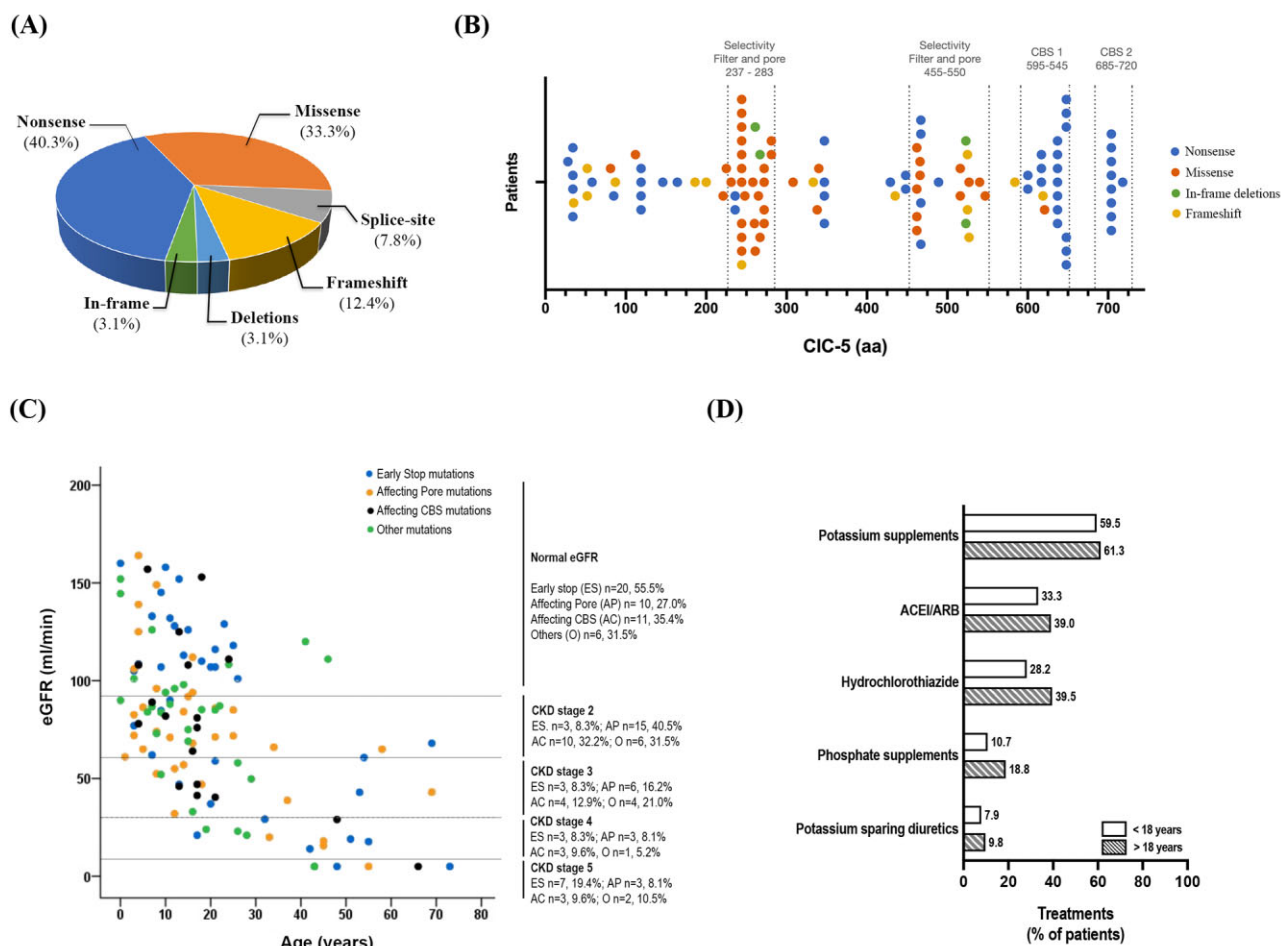 (A)
Nonsense
(40.3%)
Missense
(33.3%)
Splice-site
(7.8%)
Frameshift
(12.4%)
Deletions
(3.1%)
In-frame
(3.1%)
(B)
Selectivity
Filter and pore
237 - 283
Selectivity
Filter and pore
455-550
CBS 1
595-545
CBS 2
685-720
Patients
Nonsense
Missense
In-frame deletions
Frameshift
0 100 200 300 400 500 600 700
ClC-5 (aa)
(C)
Early Stop mutations
Affecting Pore mutations
Affecting CBS mutations
Other mutations
eGFR (ml/min)
200
150
100
50
0
0 10 20 30 40 50 60 70 80
Age (years)
Normal eGFR
Early stop (ES) n=20, 55.5%
Affecting Pore (AP) n= 10, 27.0%
Affecting CBS (AC) n=11, 35.4%
Others (O) n=6, 31.5%
CKD stage 2
ES. n=3, 8.3%; AP n=15, 40.5%
AC n=10, 32.2%; O n=6, 31.5%
CKD stage 3
ES n=3, 8.3%; AP n=6, 16.2%
AC n=4, 12.9%; O n=4, 21.0%
CKD stage 4
ES n=3, 8.3%; AP n=3, 8.1%
AC n=3, 9.6%, O n=1, 5.2%
CKD stage 5
ES n=7, 19.4%; AP n=3, 8.1%
AC n=3, 9.6%; O n=2, 10.5%
(D)
Potassium supplements
59.5
61.3
ACEI/ARB
33.3
39.0
Hydrochlorothiazide
28.2
39.5
Phosphate supplements
10.7
18.8
Potassium sparing diuretics
7.9
9.8
< 18 years
> 18 years
0 20 40 60 80 100
Treatments
(% of patients)